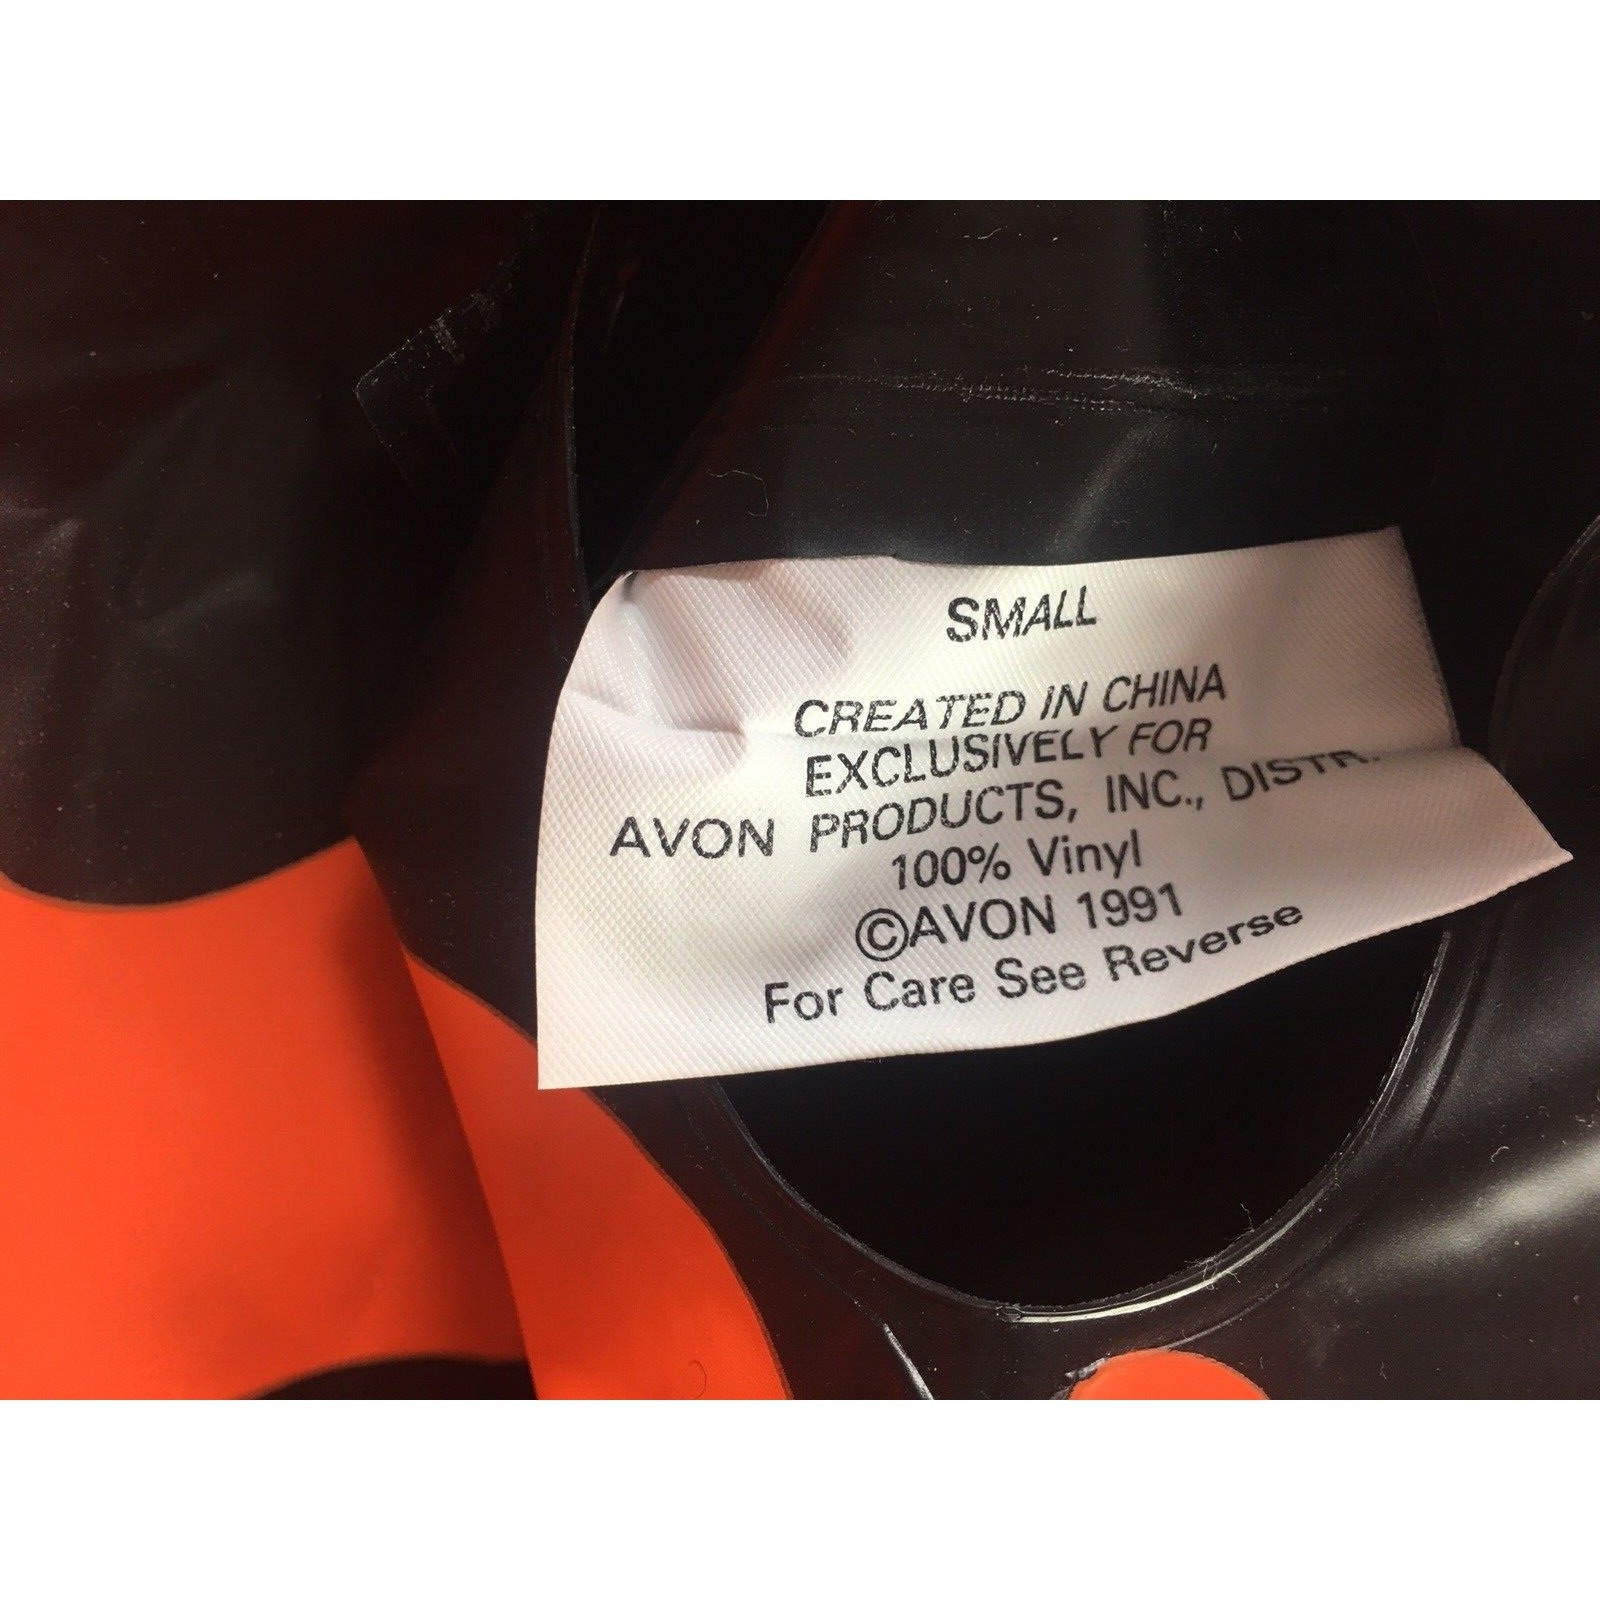 SMALL
CREATED IN CHINA
EXCLUSIVELY FOR
AVON PRODUCTS, INC., DISTR.
100% Vinyl
©AVON 1991
For Care See Reverse